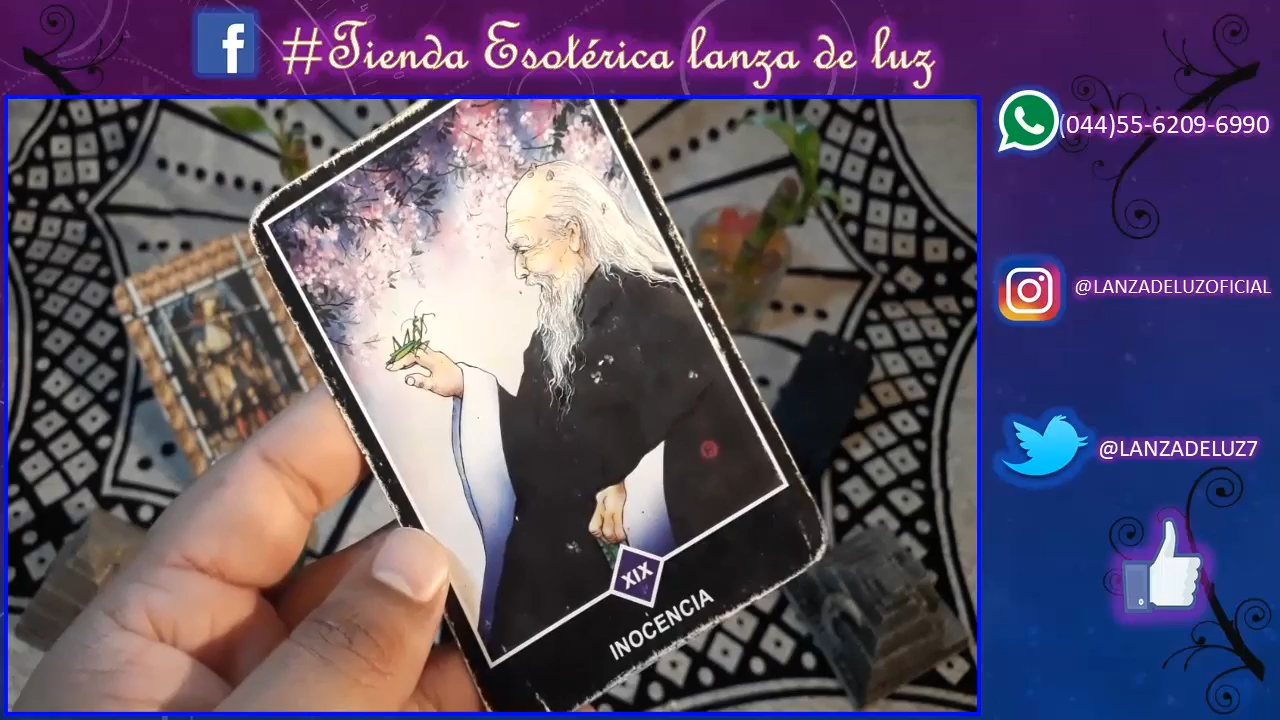 #Tienda Esotérica lanza de luz
(044)55-6209-6990
@LANZADELUZOFICIAL
@LANZADELUZ7
XIX
INOCENCIA